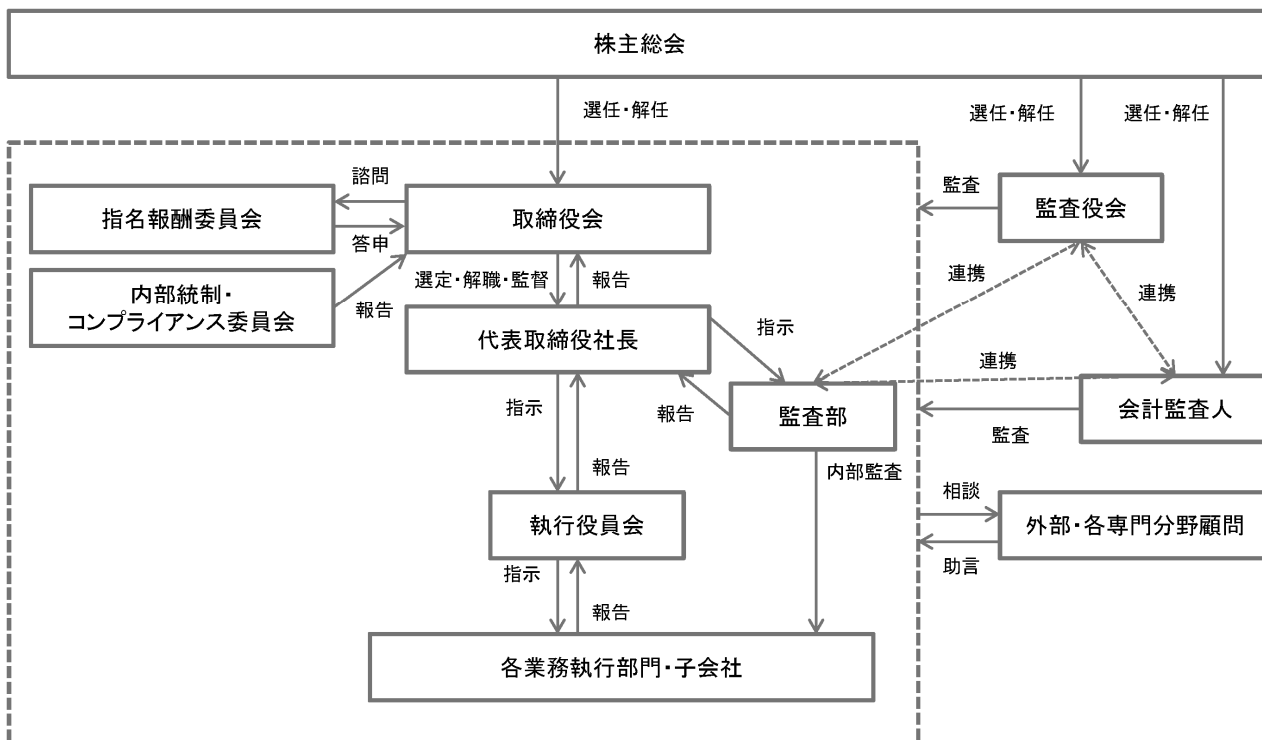 株主総会
選任・解任
選任・解任
選任・解任
諮問
指名報酬委員会
答申
取締役会
監査
監査役会
内部統制・
コンプライアンス委員会
報告
選定・解職・監督
報告
連携
連携
代表取締役社長
指示
連携
指示
報告
監査部
会計監査人
監査
報告
内部監査
執行役員会
相談
外部・各専門分野顧問
助言
指示
報告
各業務執行部門・子会社